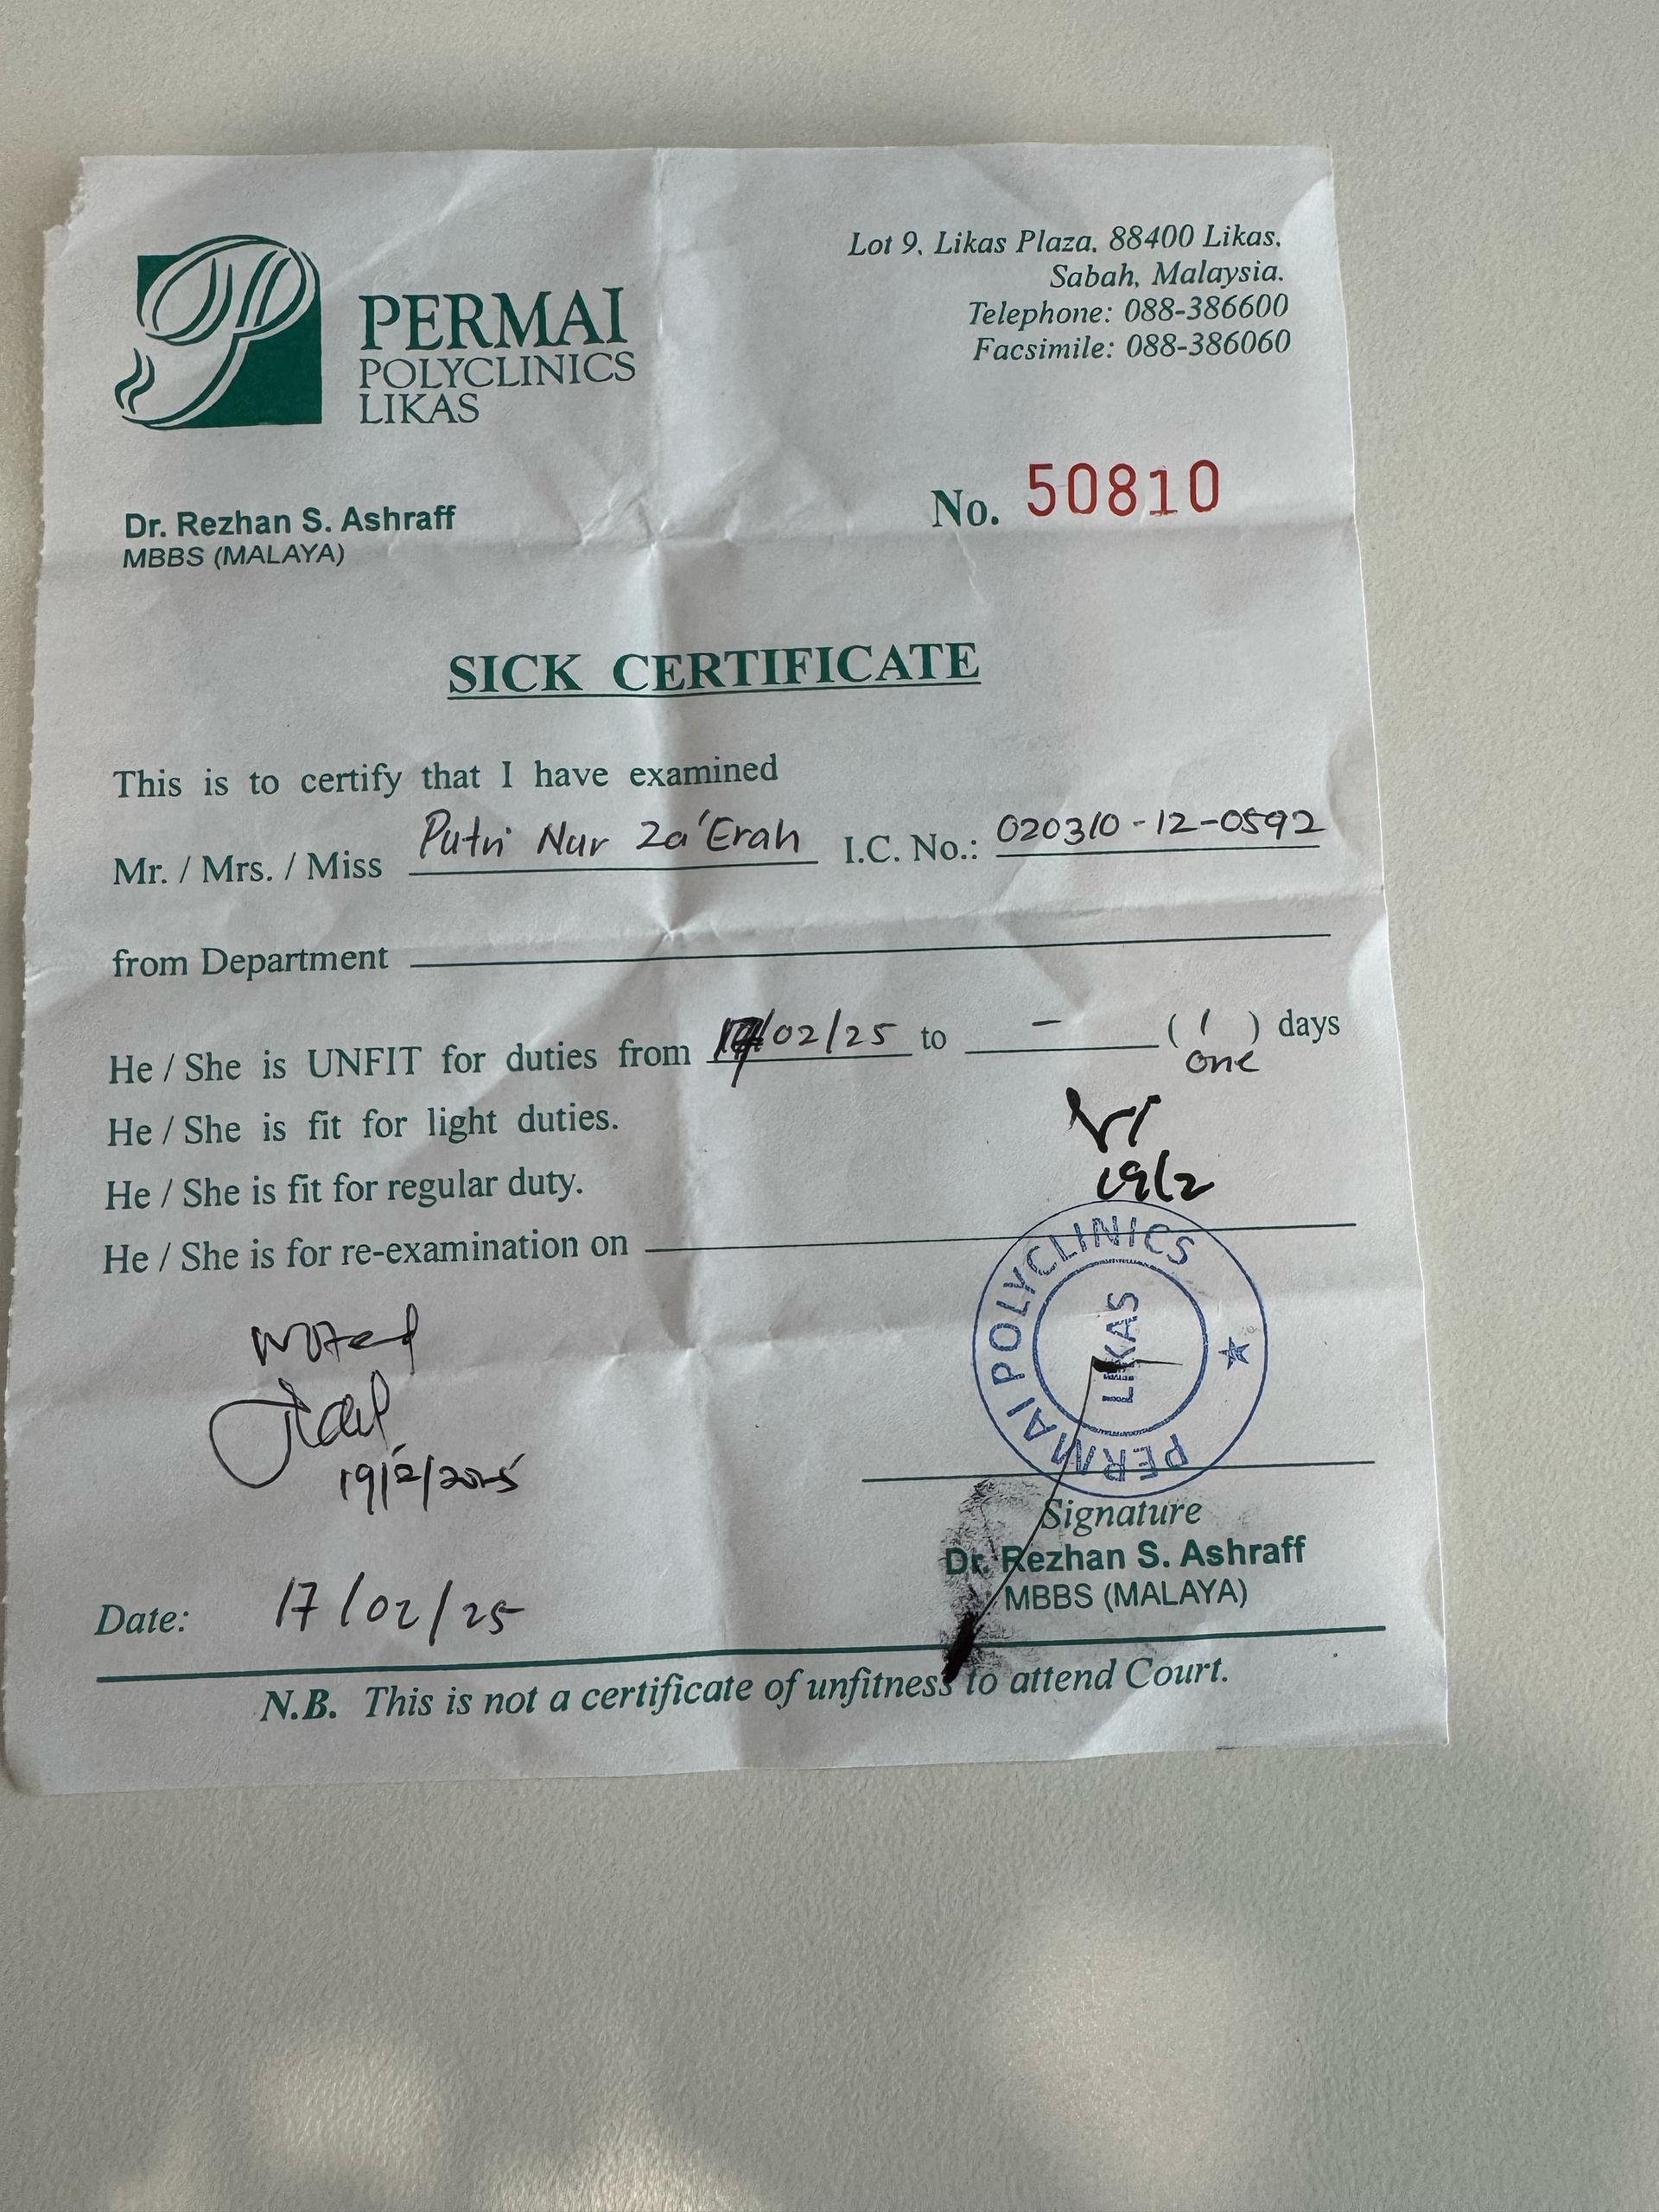 PERMAI
POLYCLINICS
LIKAS
Lot 9, Likas Plaza, 88400 Likas,
Sabah, Malaysia.
Telephone: 088-386600
Facsimile: 088-386060
Dr. Rezhan S. Ashraff
MBBS (MALAYA)
No. 50810
SICK CERTIFICATE
This is to certify that I have examined
Mr. / Mrs. / Miss Putri Nur Za'Erah I.C. No.: 020310-12-0592
from Department
He / She is UNFIT for duties from /02/25 to - ( 1 ) days
one
He / She is fit for light duties.
19/2
He / She is fit for regular duty.
He / She is for re-examination on
PERMAI POLYCLINICS
LIKAS
Noted
19/2/2025
Signature
Dr. Rezhan S. Ashraff
MBBS (MALAYA)
Date: 17/02/25
N.B. This is not a certificate of unfitness to attend Court.